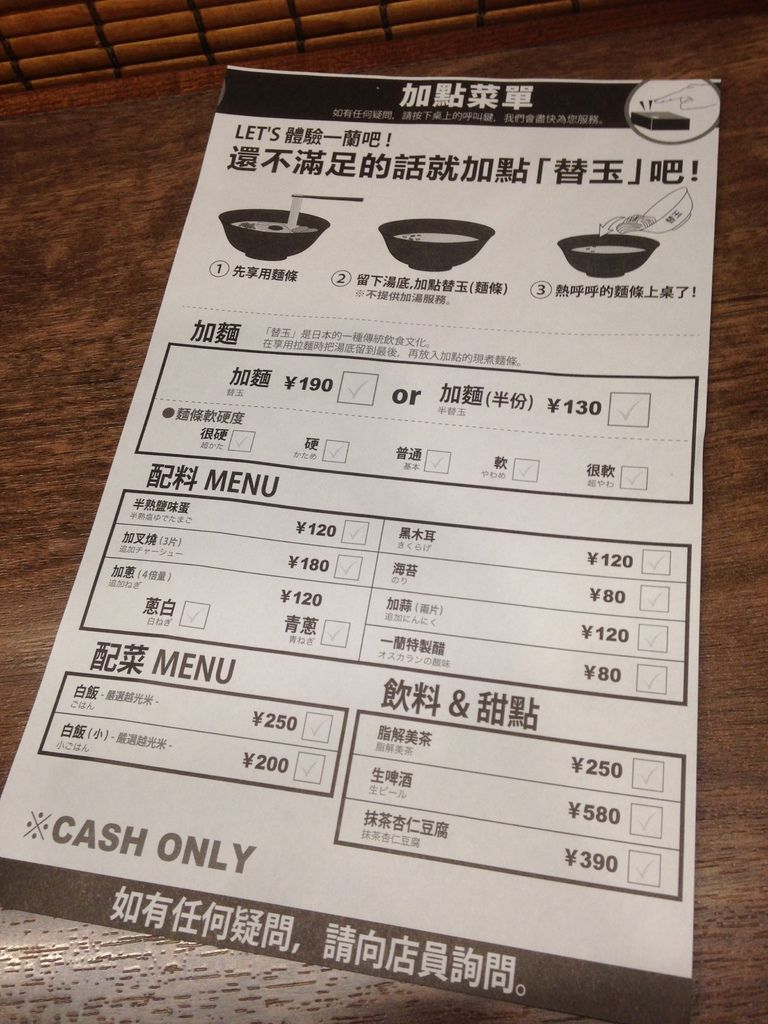 加點菜單
如有任何疑問，請按下桌上的呼叫鍵，我們會盡快為您服務。
LET'S 體驗一蘭吧！
還不滿足的話就加點「替玉」吧！
替玉
① 先享用麵條
② 留下湯底,加點替玉(麵條)
※不提供加湯服務。
③ 熱呼呼的麵條上桌了！
加麵
「替玉」是日本的一種傳統飲食文化。
在享用拉麵時把湯底留到最後，再放入加點的現煮麵條。
加麵 ¥190 or 加麵(半份) ¥130
替玉 半替玉
●麵條軟硬度
很硬 硬 普通 軟 很軟
超かた かため 基本 やわめ 超やわ
配料 MENU
半熟鹽味蛋 ¥120
半熟塩ゆでたまご
加叉燒(3片) ¥180
追加チャーシュー
加蔥(4倍量) ¥120
追加ねぎ
蔥白 青蔥
白ねぎ 青ねぎ
黑木耳 ¥120
きくらげ
海苔 ¥80
のり
加蒜(兩片) ¥120
追加にんにく
一蘭特製醋 ¥80
オスカランの酸味
配菜 MENU
白飯 - 嚴選越光米 - ¥250
ごはん
白飯(小) - 嚴選越光米 - ¥200
小ごはん
飲料 & 甜點
脂解美茶 ¥250
脂解美茶
生啤酒 ¥580
生ビール
抹茶杏仁豆腐 ¥390
抹茶杏仁豆腐
※CASH ONLY
如有任何疑問，請向店員詢問。